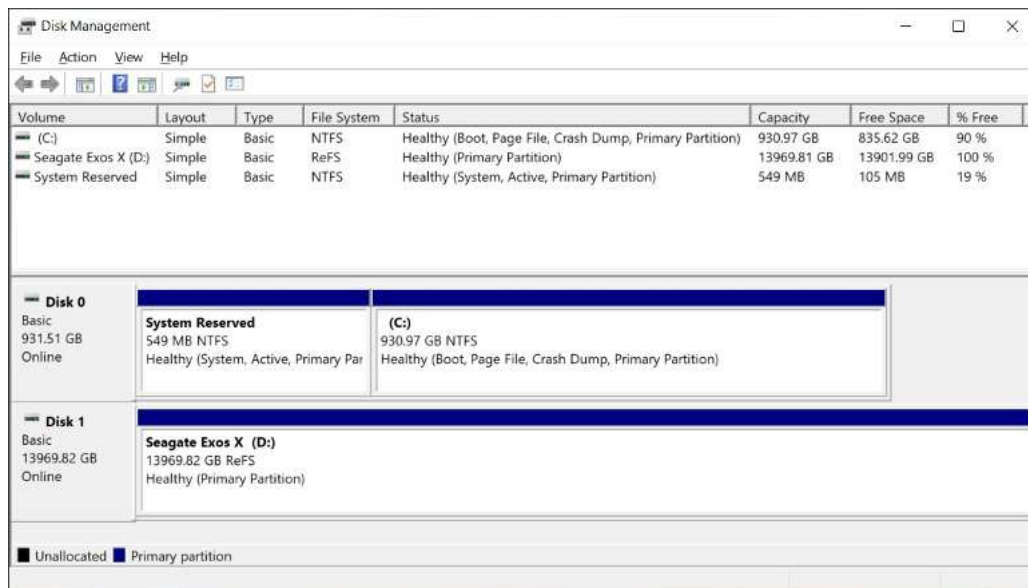 Disk Management
File Action View Help
Volume Layout Type File System Status Capacity Free Space % Free
(C:) Simple Basic NTFS Healthy (Boot, Page File, Crash Dump, Primary Partition) 930.97 GB 835.62 GB 90 %
Seagate Exos X (D:) Simple Basic ReFS Healthy (Primary Partition) 13969.81 GB 13901.99 GB 100 %
System Reserved Simple Basic NTFS Healthy (System, Active, Primary Partition) 549 MB 105 MB 19 %
Disk 0
Basic
931.51 GB
Online
System Reserved
549 MB NTFS
Healthy (System, Active, Primary Par
(C:)
930.97 GB NTFS
Healthy (Boot, Page File, Crash Dump, Primary Partition)
Disk 1
Basic
13969.82 GB
Online
Seagate Exos X (D:)
13969.82 GB ReFS
Healthy (Primary Partition)
Unallocated Primary partition